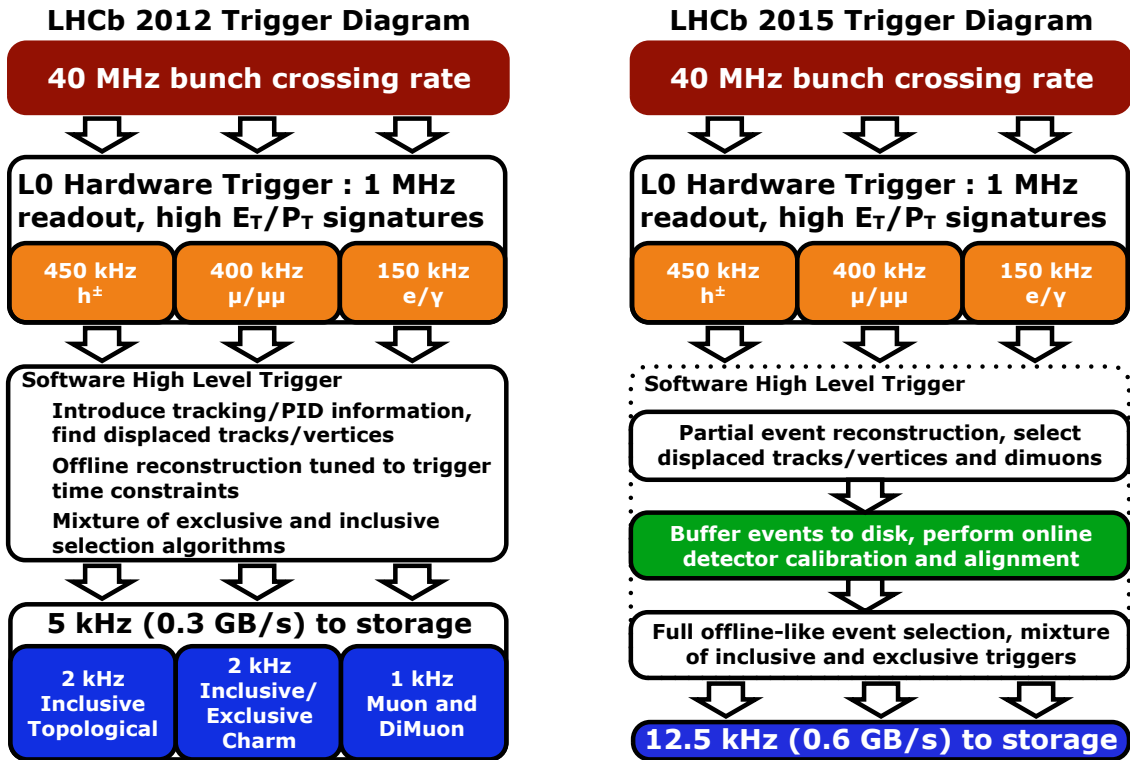 LHCb 2012 Trigger Diagram
40 MHz bunch crossing rate
L0 Hardware Trigger : 1 MHz
readout, high E_T/P_T signatures
450 kHz
h±
400 kHz
µ/µµ
150 kHz
e/γ
Software High Level Trigger
Introduce tracking/PID information,
find displaced tracks/vertices
Offline reconstruction tuned to trigger
time constraints
Mixture of exclusive and inclusive
selection algorithms
5 kHz (0.3 GB/s) to storage
2 kHz
Inclusive
Topological
2 kHz
Inclusive/
Exclusive
Charm
1 kHz
Muon and
DiMuon
LHCb 2015 Trigger Diagram
40 MHz bunch crossing rate
L0 Hardware Trigger : 1 MHz
readout, high E_T/P_T signatures
450 kHz
h±
400 kHz
µ/µµ
150 kHz
e/γ
Software High Level Trigger
Partial event reconstruction, select
displaced tracks/vertices and dimuons
Buffer events to disk, perform online
detector calibration and alignment
Full offline-like event selection, mixture
of inclusive and exclusive triggers
12.5 kHz (0.6 GB/s) to storage